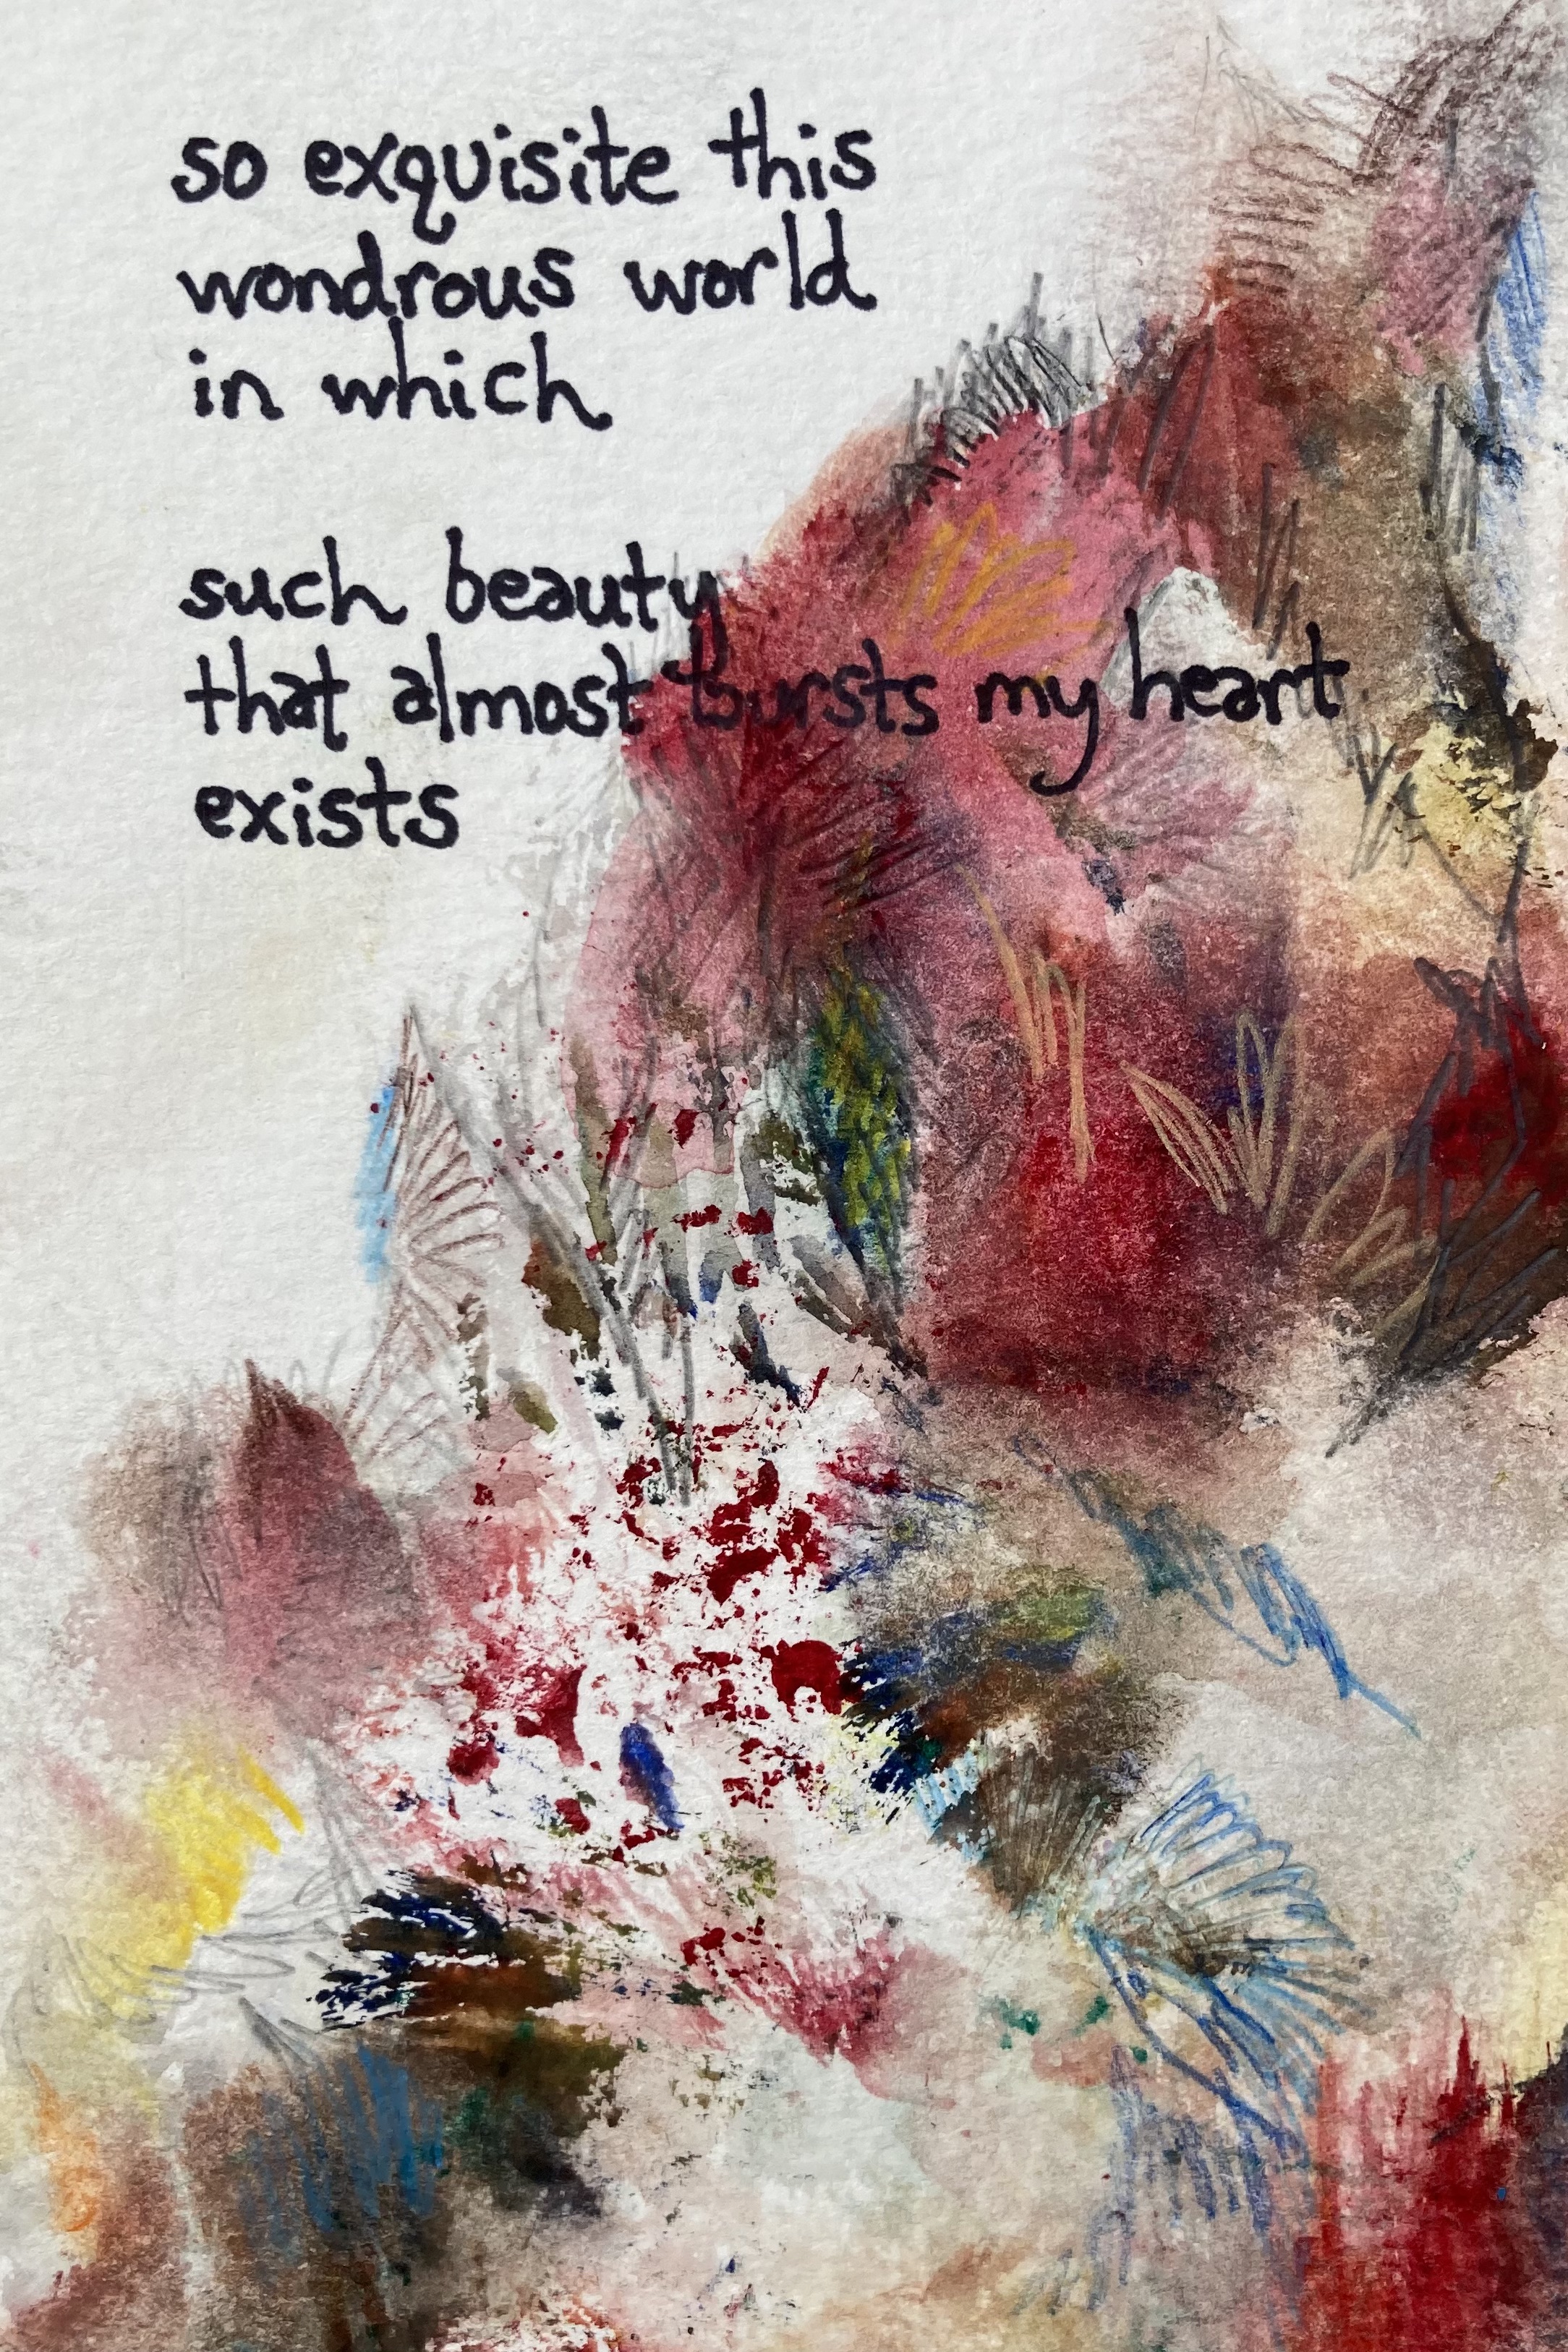 so exquisite this
wondrous world
in which
such beauty
that almost bursts my heart
exists